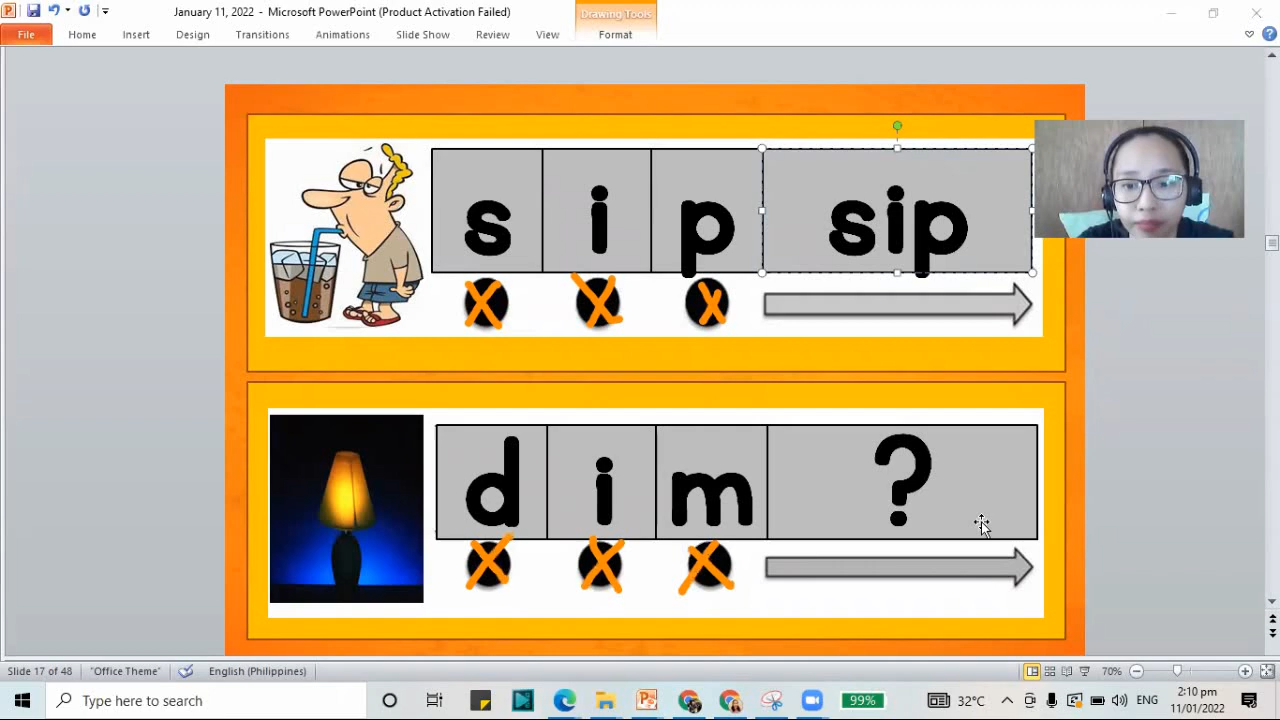 January 11, 2022 - Microsoft PowerPoint (Product Activation Failed)
Drawing Tools
File Home Insert Design Transitions Animations Slide Show Review View Format
s i p sip
d i m ?
Slide 17 of 48 "Office Theme" English (Philippines) 70%
Type here to search 99% 32°C ENG 2:10 pm
11/01/2022